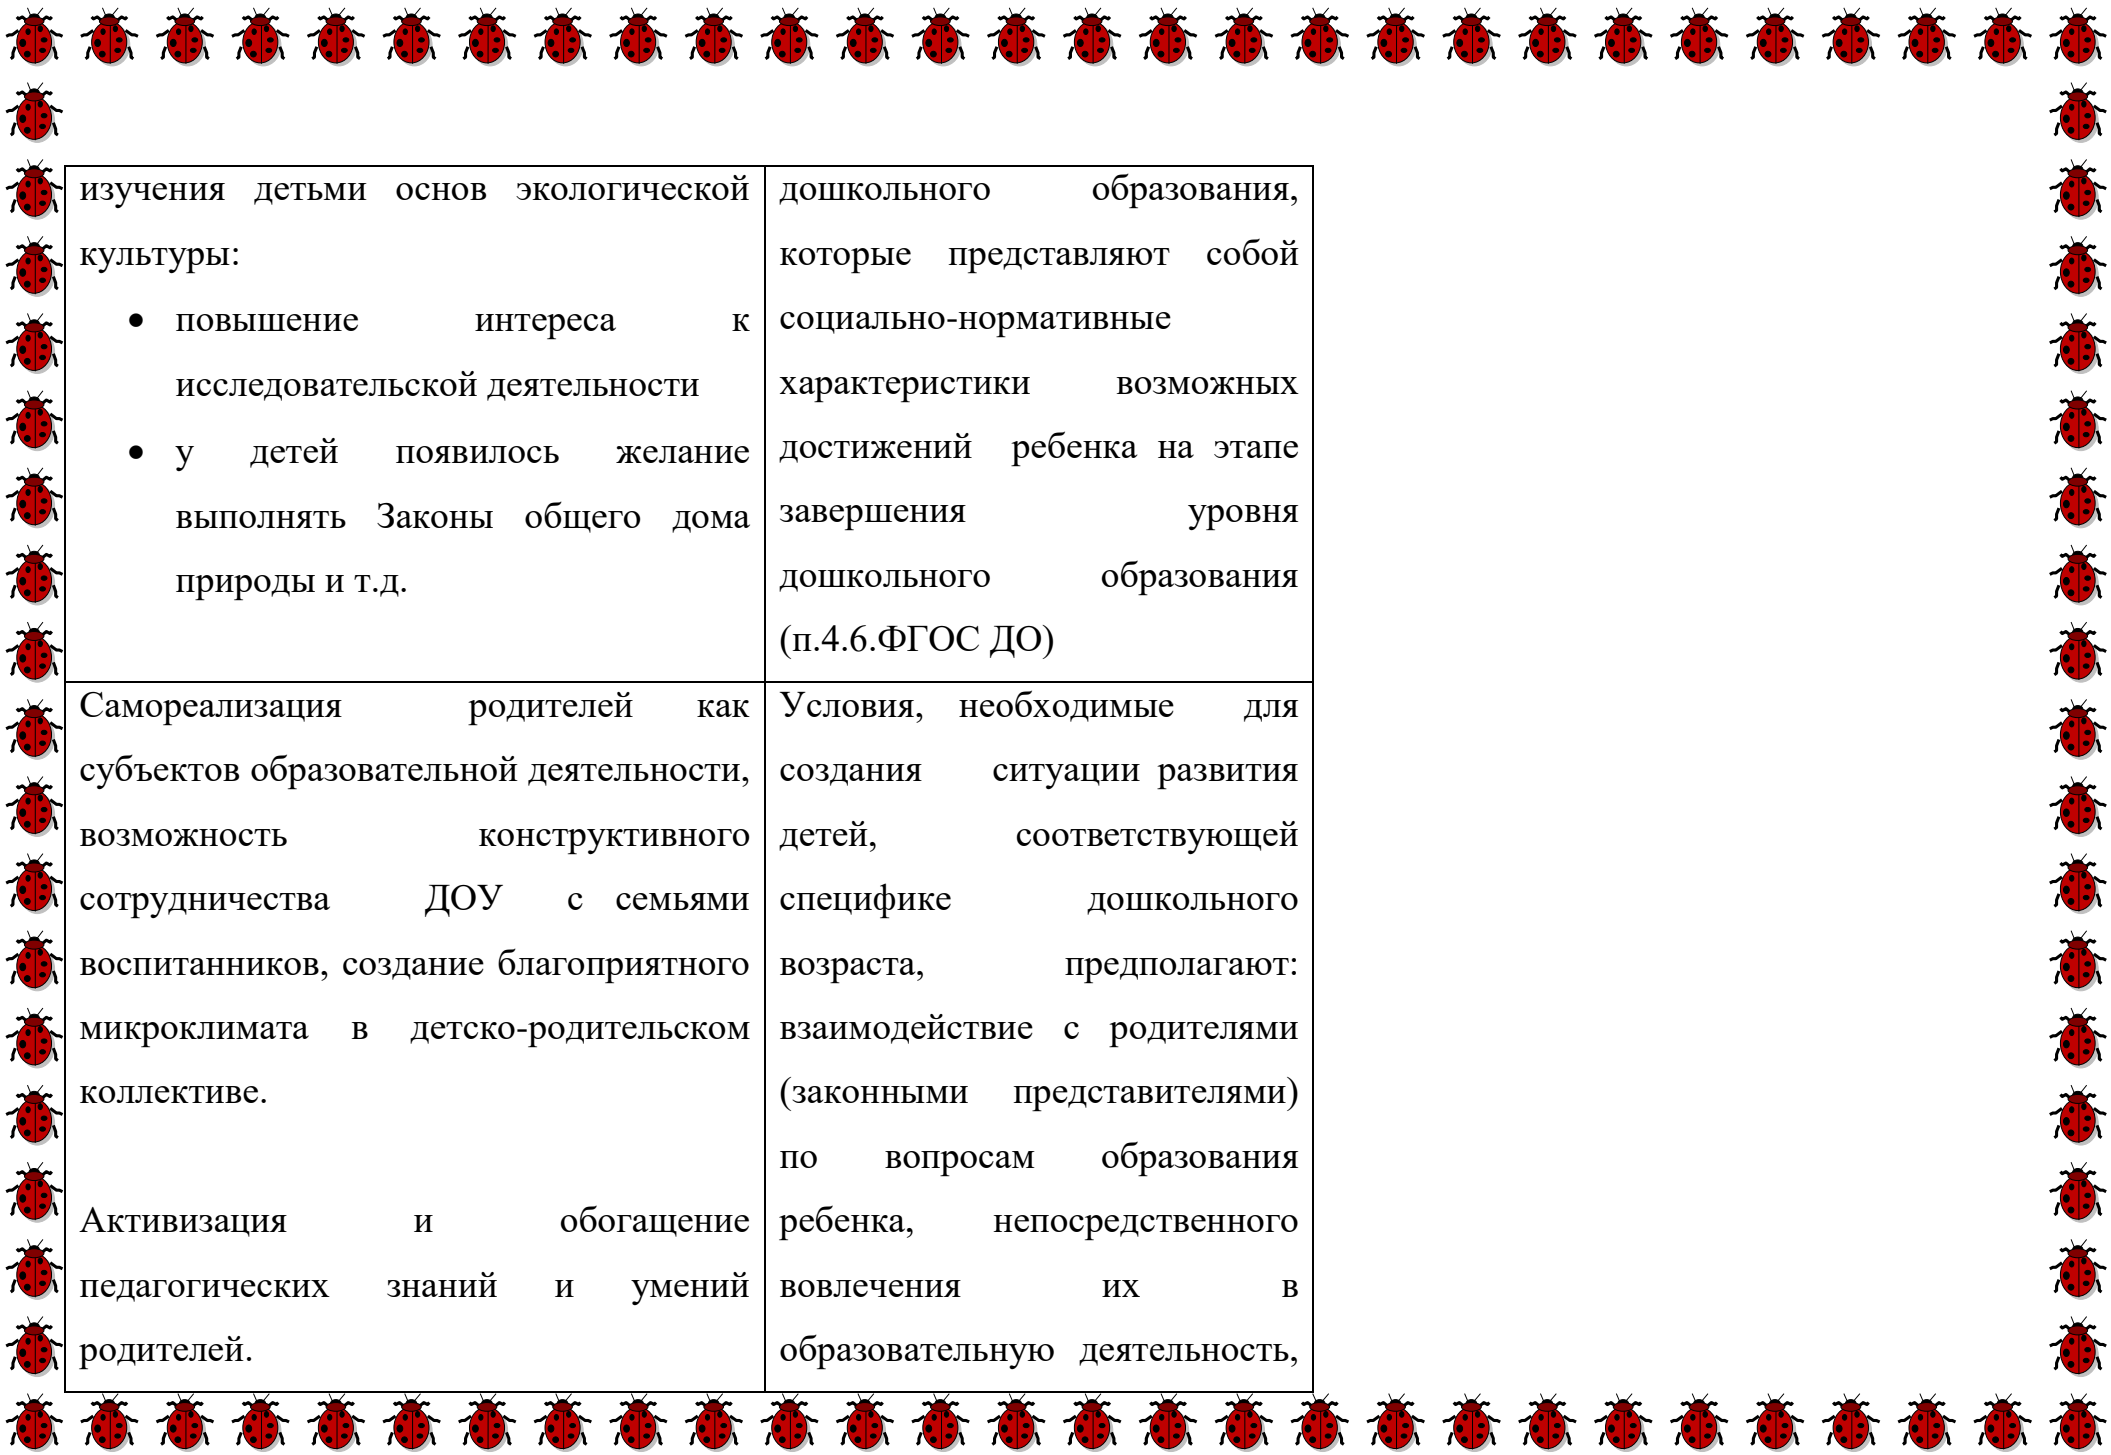 изучения детьми основ экологической
культуры:
• повышение интереса к
исследовательской деятельности
• у детей появилось желание
выполнять Законы общего дома
природы и т.д.
дошкольного образования,
которые представляют собой
социально-нормативные
характеристики возможных
достижений ребенка на этапе
завершения уровня
дошкольного образования
(п.4.6.ФГОС ДО)
Самореализация родителей как
субъектов образовательной деятельности,
возможность конструктивного
сотрудничества ДОУ с семьями
воспитанников, создание благоприятного
микроклимата в детско-родительском
коллективе.
Активизация и обогащение
педагогических знаний и умений
родителей.
Условия, необходимые для
создания ситуации развития
детей, соответствующей
специфике дошкольного
возраста, предполагают:
взаимодействие с родителями
(законными представителями)
по вопросам образования
ребенка, непосредственного
вовлечения их в
образовательную деятельность,